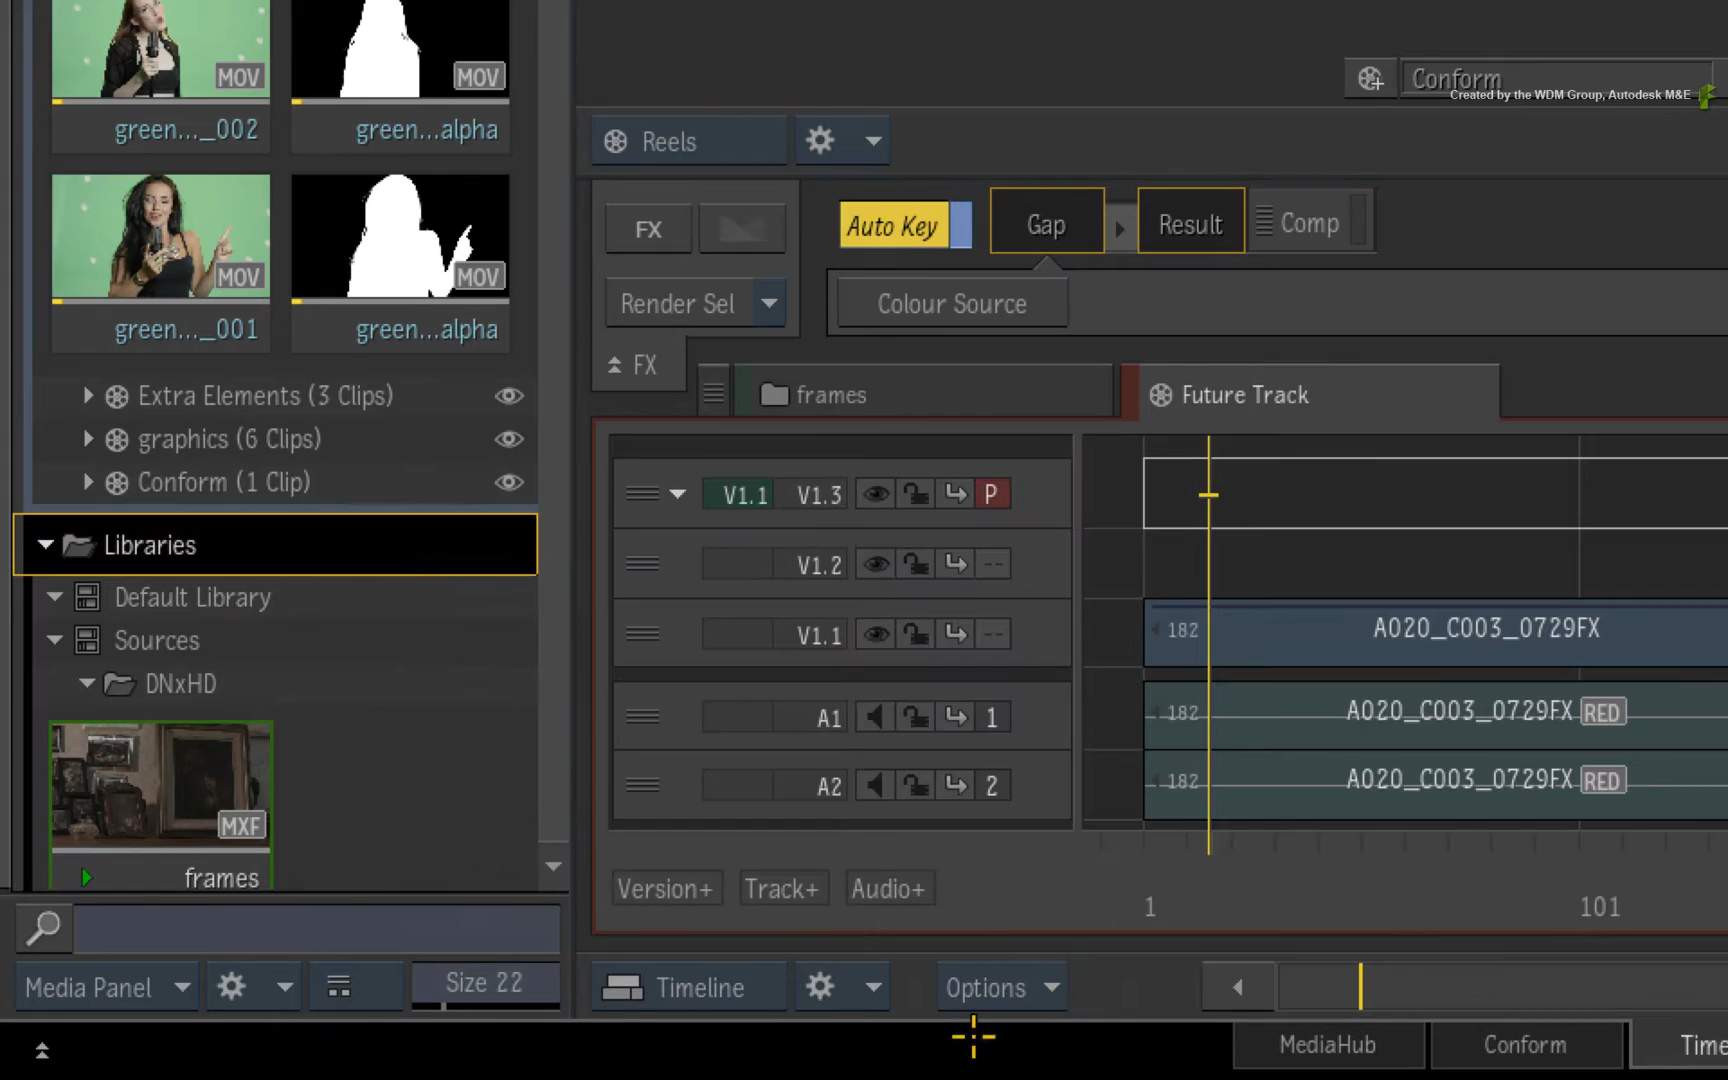 MOV
MOV
green..._002
green...alpha
MOV
MOV
green..._001
green...alpha
Extra Elements (3 Clips)
graphics (6 Clips)
Conform (1 Clip)
Libraries
Default Library
Sources
DNxHD
MXF
frames
Media Panel
Size 22
Conform
Created by the WDM Group, Autodesk M&E
Reels
FX
Auto Key
Gap
Result
Comp
Render Sel
Colour Source
FX
frames
Future Track
V1.1 V1.3 P
V1.2 --
V1.1 --
A1 1
A2 2
182 A020_C003_0729FX
182 A020_C003_0729FX RED
182 A020_C003_0729FX RED
Version+ Track+ Audio+
1 101
Timeline
Options
MediaHub
Conform
Time